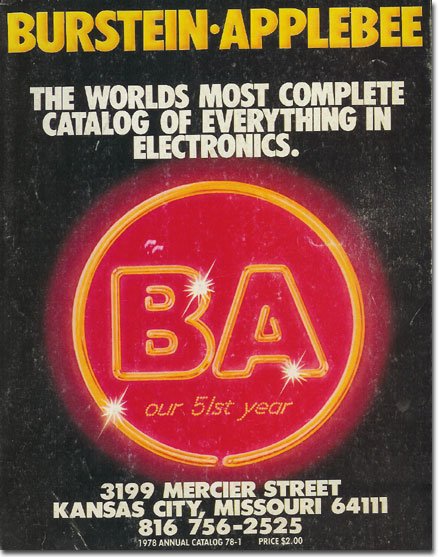 BURSTEIN·APPLEBEE
THE WORLDS MOST COMPLETE
CATALOG OF EVERYTHING IN
ELECTRONICS.
BA
our 51st year
3199 MERCIER STREET
KANSAS CITY, MISSOURI 64111
816 756-2525
1978 ANNUAL CATALOG 78-1 PRICE $2.00